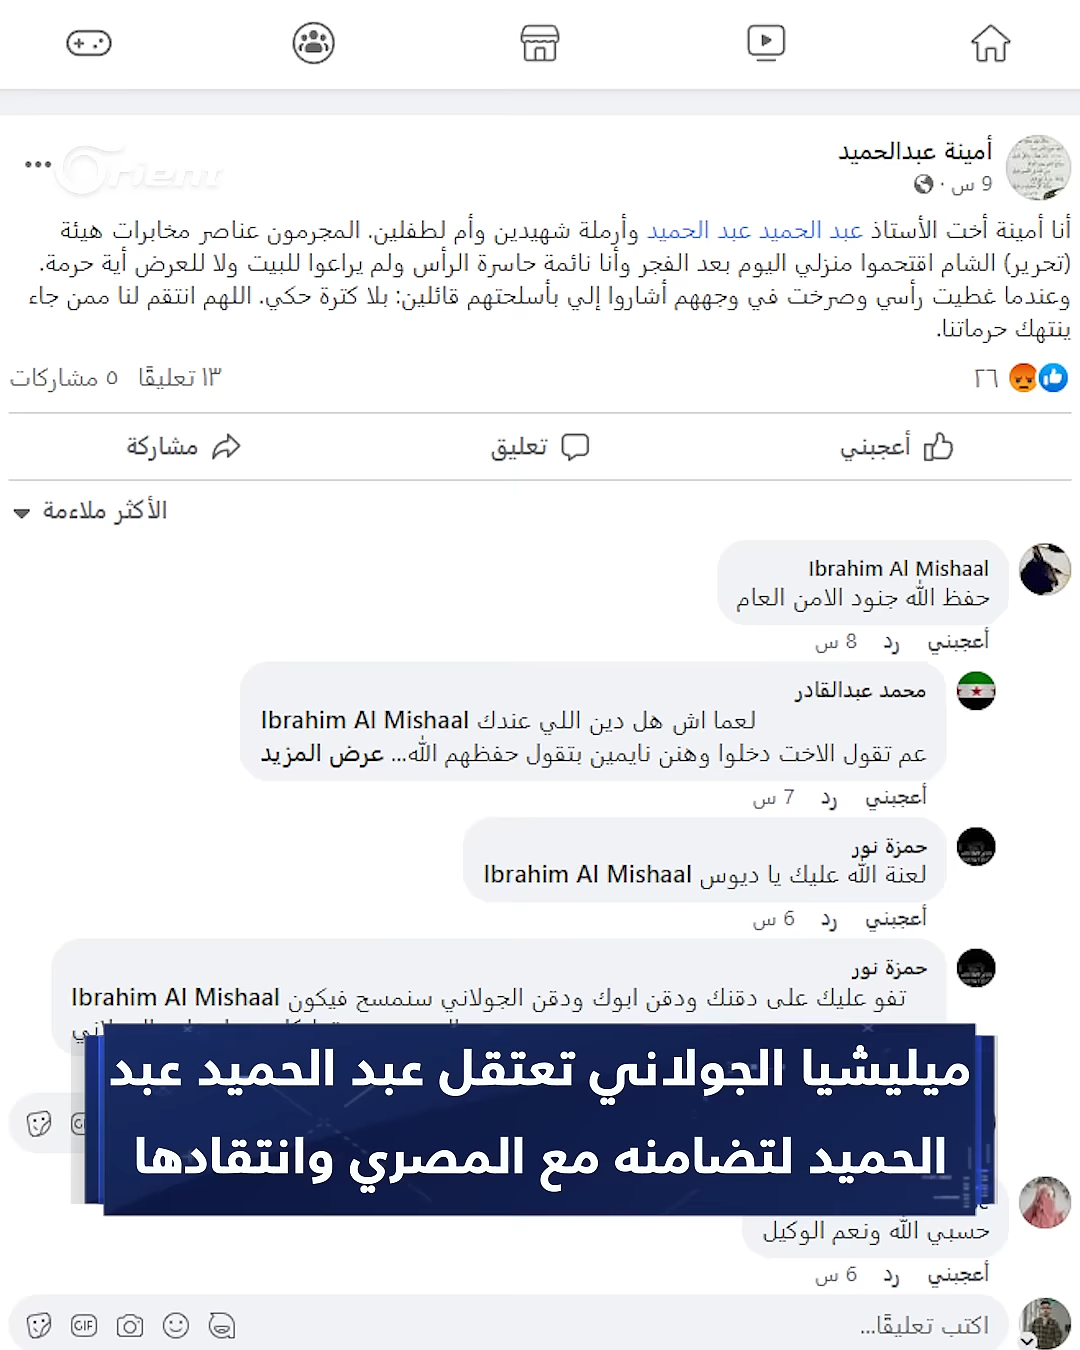 Orient
أمينة عبدالحميد
9 س ·
أنا أمينة أخت الأستاذ عبد الحميد عبد الحميد وأرملة شهيدين وأم لطفلين. المجرمون عناصر مخابرات هيئة
(تحرير) الشام اقتحموا منزلي اليوم بعد الفجر وأنا نائمة حاسرة الرأس ولم يراعوا للبيت ولا للعرض أية حرمة.
وعندما غطيت رأسي وصرخت في وجههم أشاروا إلي بأسلحتهم قائلين: بلا كترة حكي. اللهم انتقم لنا ممن جاء
ينتهك حرماتنا.
٢٦
١٣ تعليقًا ٥ مشاركات
أعجبني
تعليق
مشاركة
الأكثر ملاءمة
Ibrahim Al Mishaal
حفظ الله جنود الامن العام
أعجبني رد 8 س
محمد عبدالقادر
Ibrahim Al Mishaal لعما اش هل دين اللي عندك
عم تقول الاخت دخلوا وهنن نايمين بتقول حفظهم الله... عرض المزيد
أعجبني رد 7 س
حمزة نور
Ibrahim Al Mishaal لعنة الله عليك يا ديوس
أعجبني رد 6 س
حمزة نور
Ibrahim Al Mishaal تفو عليك على دقنك ودقن ابوك ودقن الجولاني سنمسح فيكون
ميليشيا الجولاني تعتقل عبد الحميد عبد
الحميد لتضامنه مع المصري وانتقادها
حسبي الله ونعم الوكيل
أعجبني رد 6 س
اكتب تعليقًا...
GIF